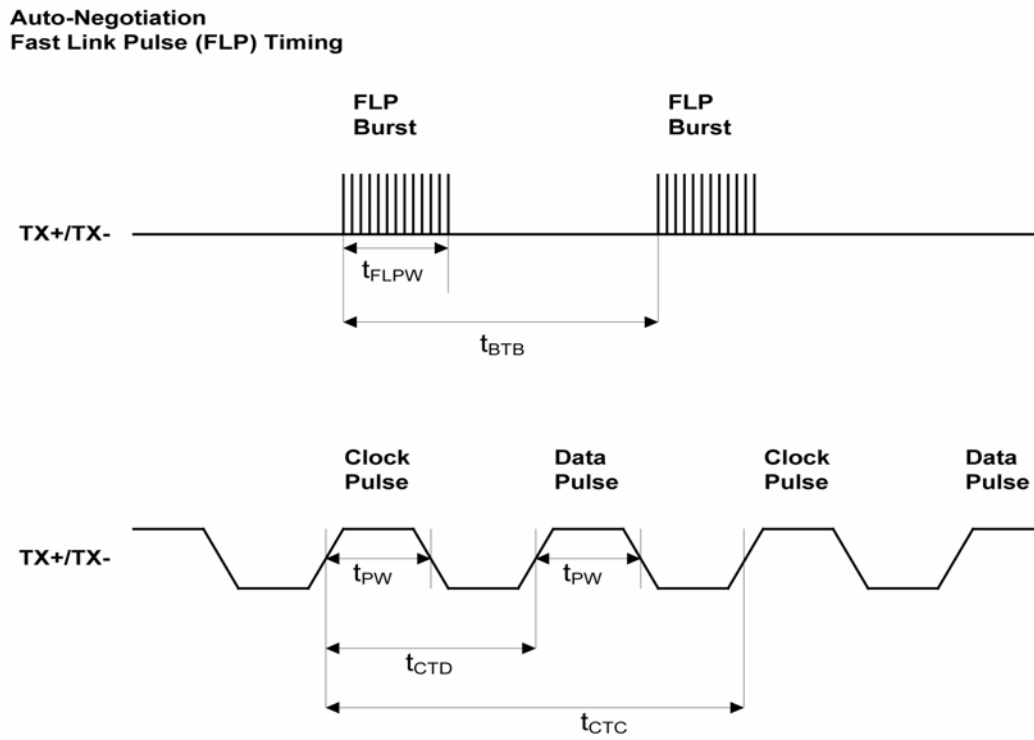 Auto-Negotiation
Fast Link Pulse (FLP) Timing
FLP
Burst
FLP
Burst
TX+/TX-
tFLPW
tBTB
Clock
Pulse
Data
Pulse
Clock
Pulse
Data
Pulse
TX+/TX-
tPW
tPW
tCTD
tCTC